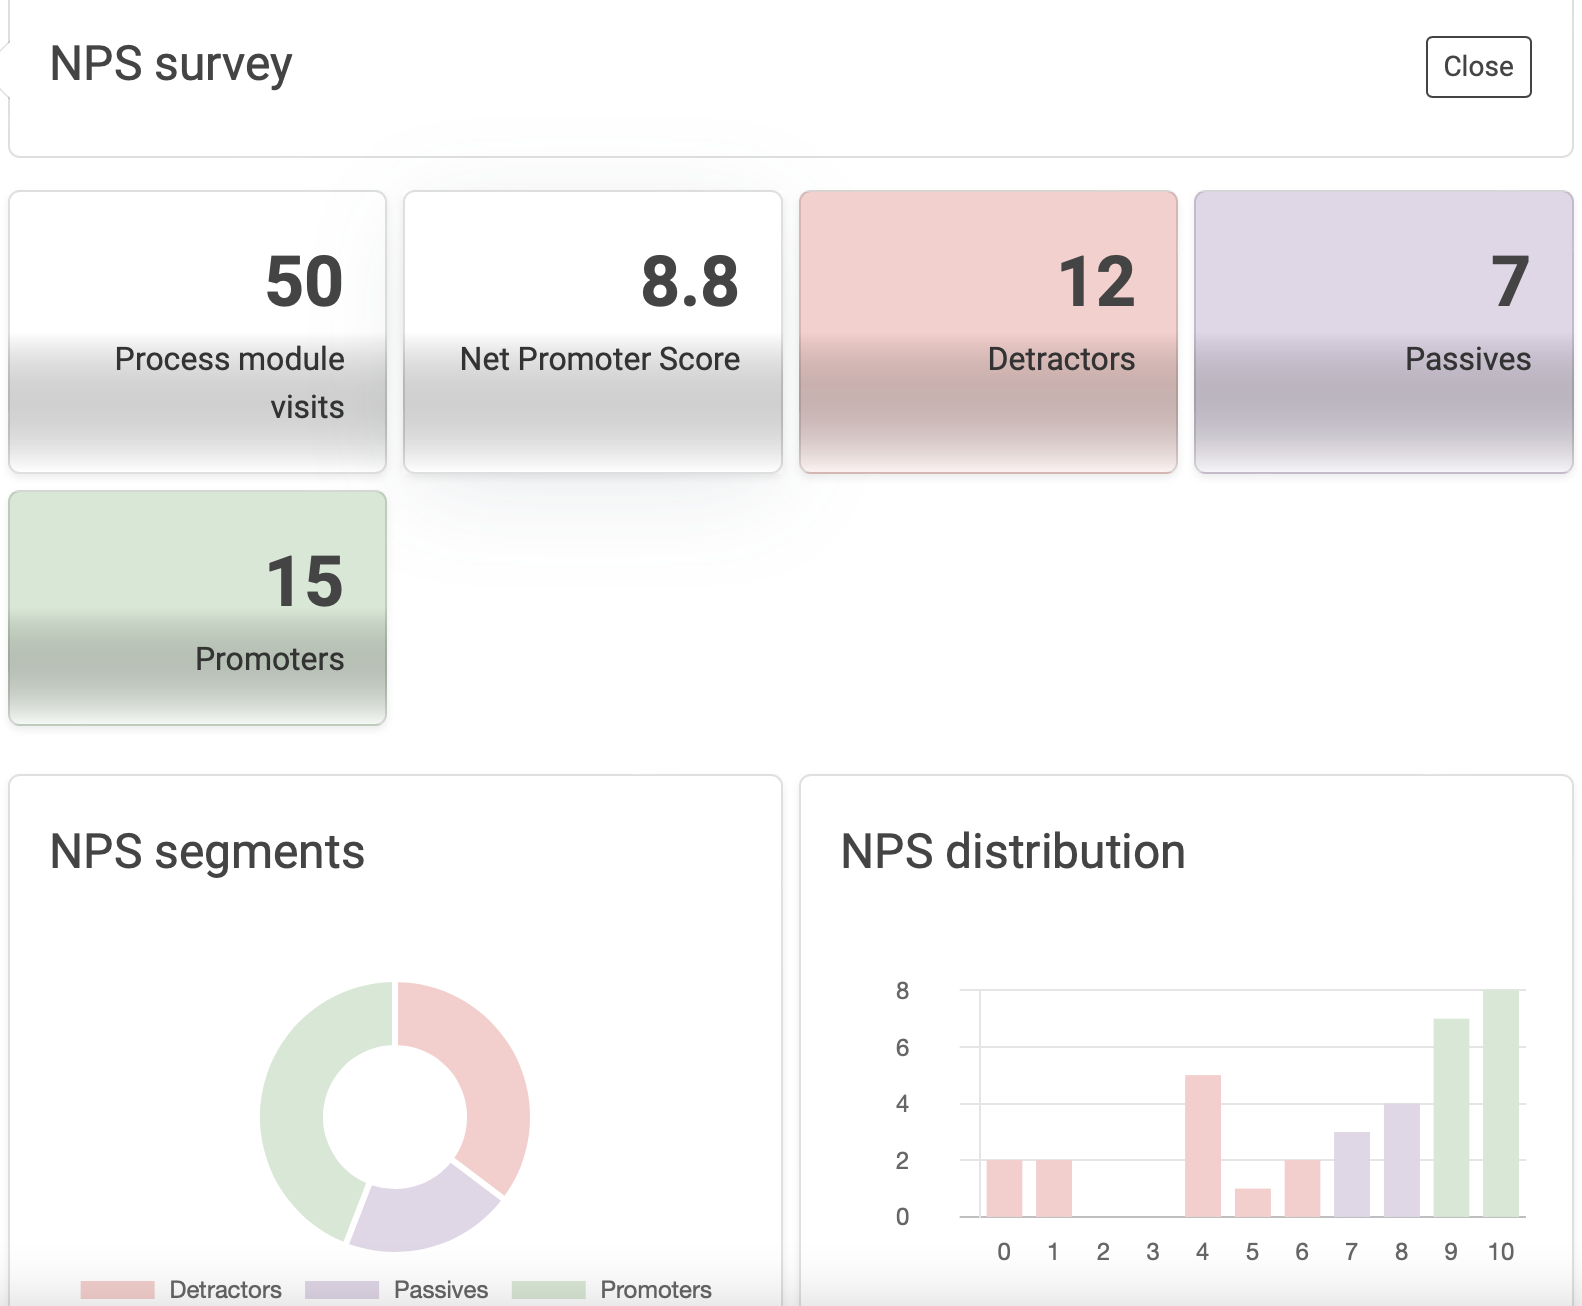 NPS survey
Close
50
Process module
visits
8.8
Net Promoter Score
12
Detractors
7
Passives
15
Promoters
NPS segments
Detractors Passives Promoters
NPS distribution
8
6
4
2
0
0 1 2 3 4 5 6 7 8 9 10